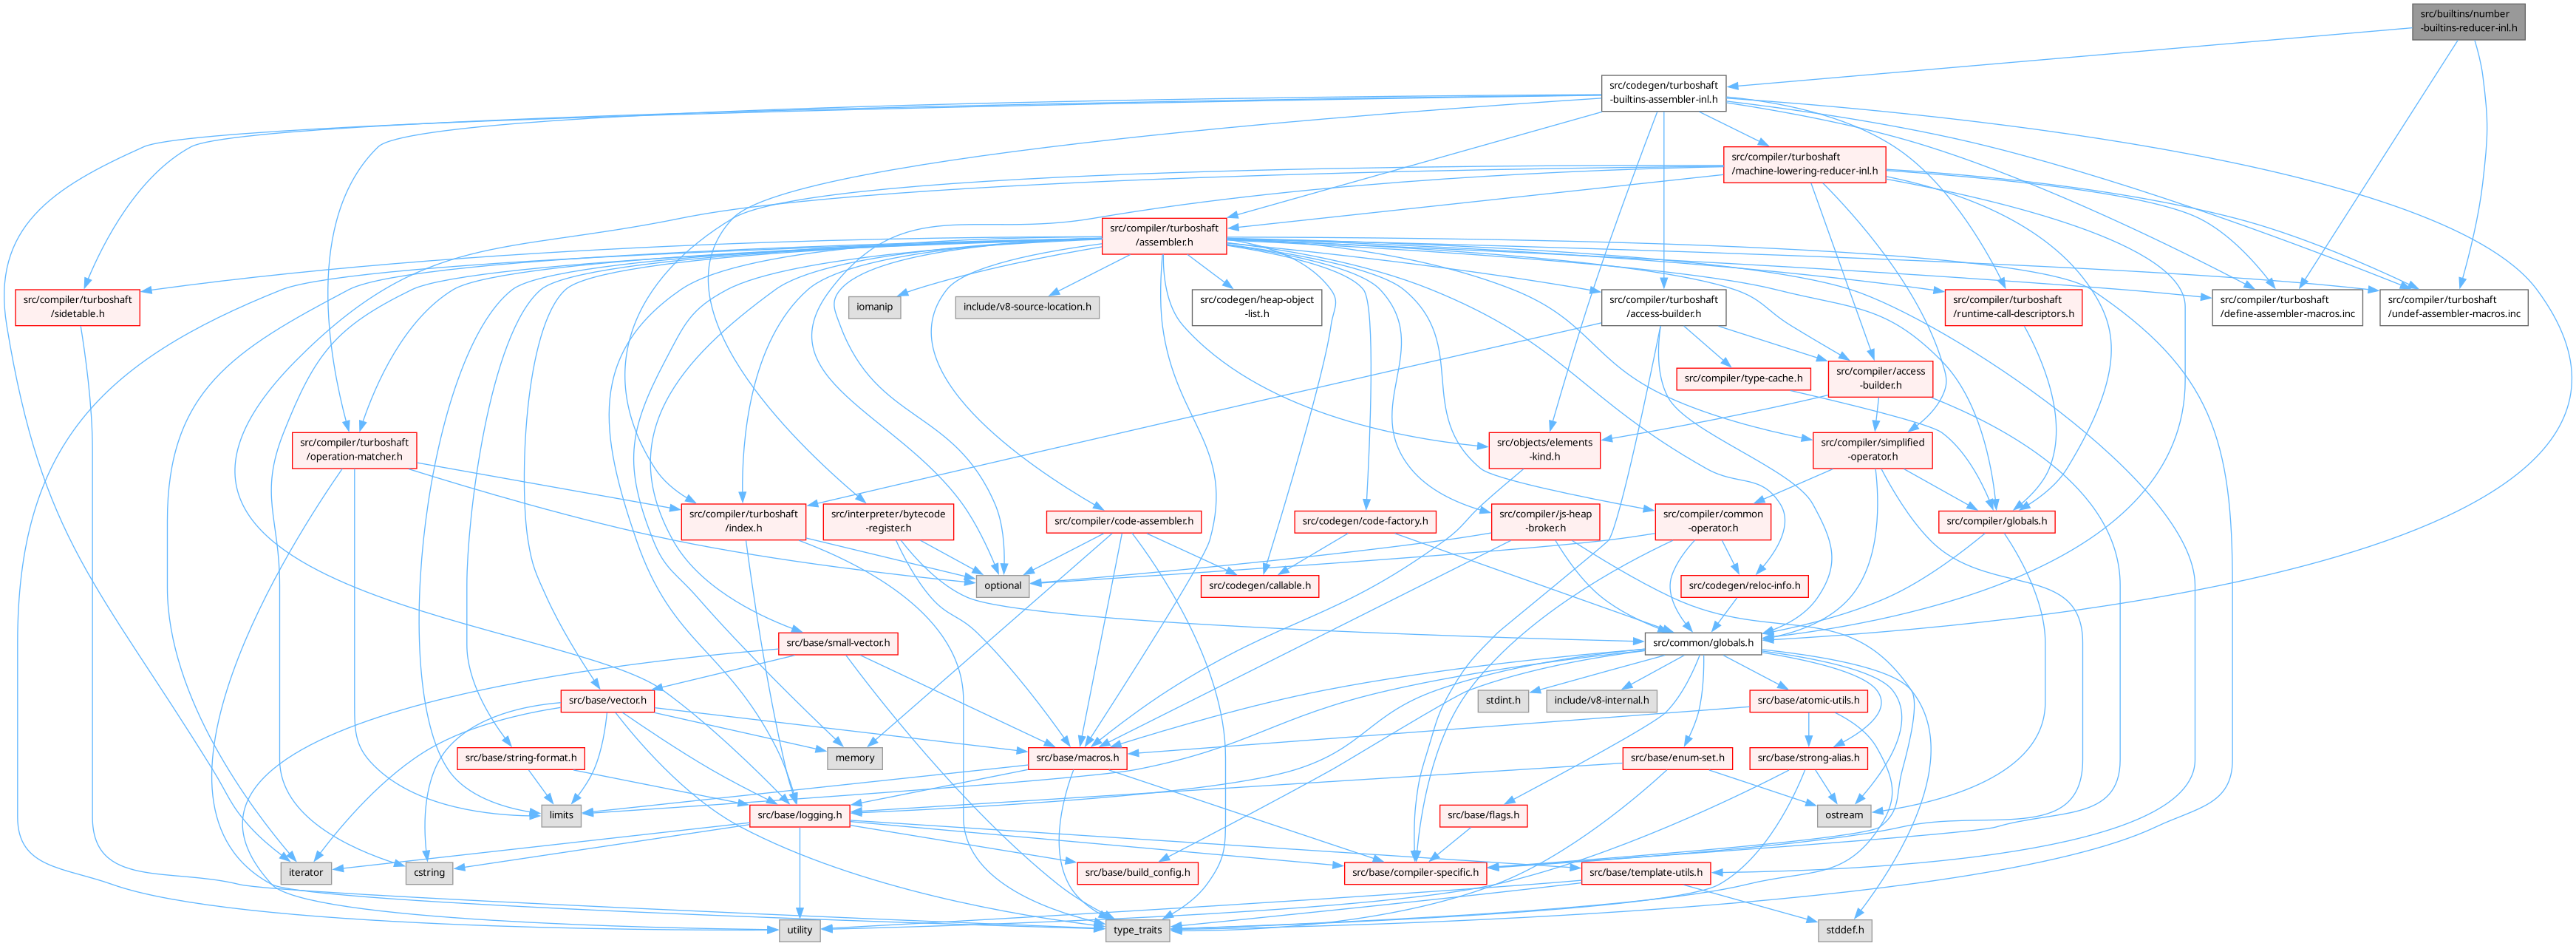 src/builtins/number
-builtins-reducer-inl.h
src/codegen/turboshaft
-builtins-assembler-inl.h
src/compiler/turboshaft
/machine-lowering-reducer-inl.h
src/compiler/turboshaft
/assembler.h
src/compiler/turboshaft
/sidetable.h
iomanip
include/v8-source-location.h
src/codegen/heap-object
-list.h
src/compiler/turboshaft
/access-builder.h
src/compiler/turboshaft
/runtime-call-descriptors.h
src/compiler/turboshaft
/define-assembler-macros.inc
src/compiler/turboshaft
/undef-assembler-macros.inc
src/compiler/type-cache.h
src/compiler/access
-builder.h
src/compiler/turboshaft
/operation-matcher.h
src/objects/elements
-kind.h
src/compiler/simplified
-operator.h
src/compiler/turboshaft
/index.h
src/interpreter/bytecode
-register.h
src/compiler/code-assembler.h
src/codegen/code-factory.h
src/compiler/js-heap
-broker.h
src/compiler/common
-operator.h
src/compiler/globals.h
optional
src/codegen/callable.h
src/codegen/reloc-info.h
src/base/small-vector.h
src/common/globals.h
src/base/vector.h
stdint.h
include/v8-internal.h
src/base/atomic-utils.h
src/base/string-format.h
memory
src/base/macros.h
src/base/enum-set.h
src/base/strong-alias.h
limits
src/base/logging.h
src/base/flags.h
ostream
iterator
cstring
src/base/build_config.h
src/base/compiler-specific.h
src/base/template-utils.h
utility
type_traits
stddef.h